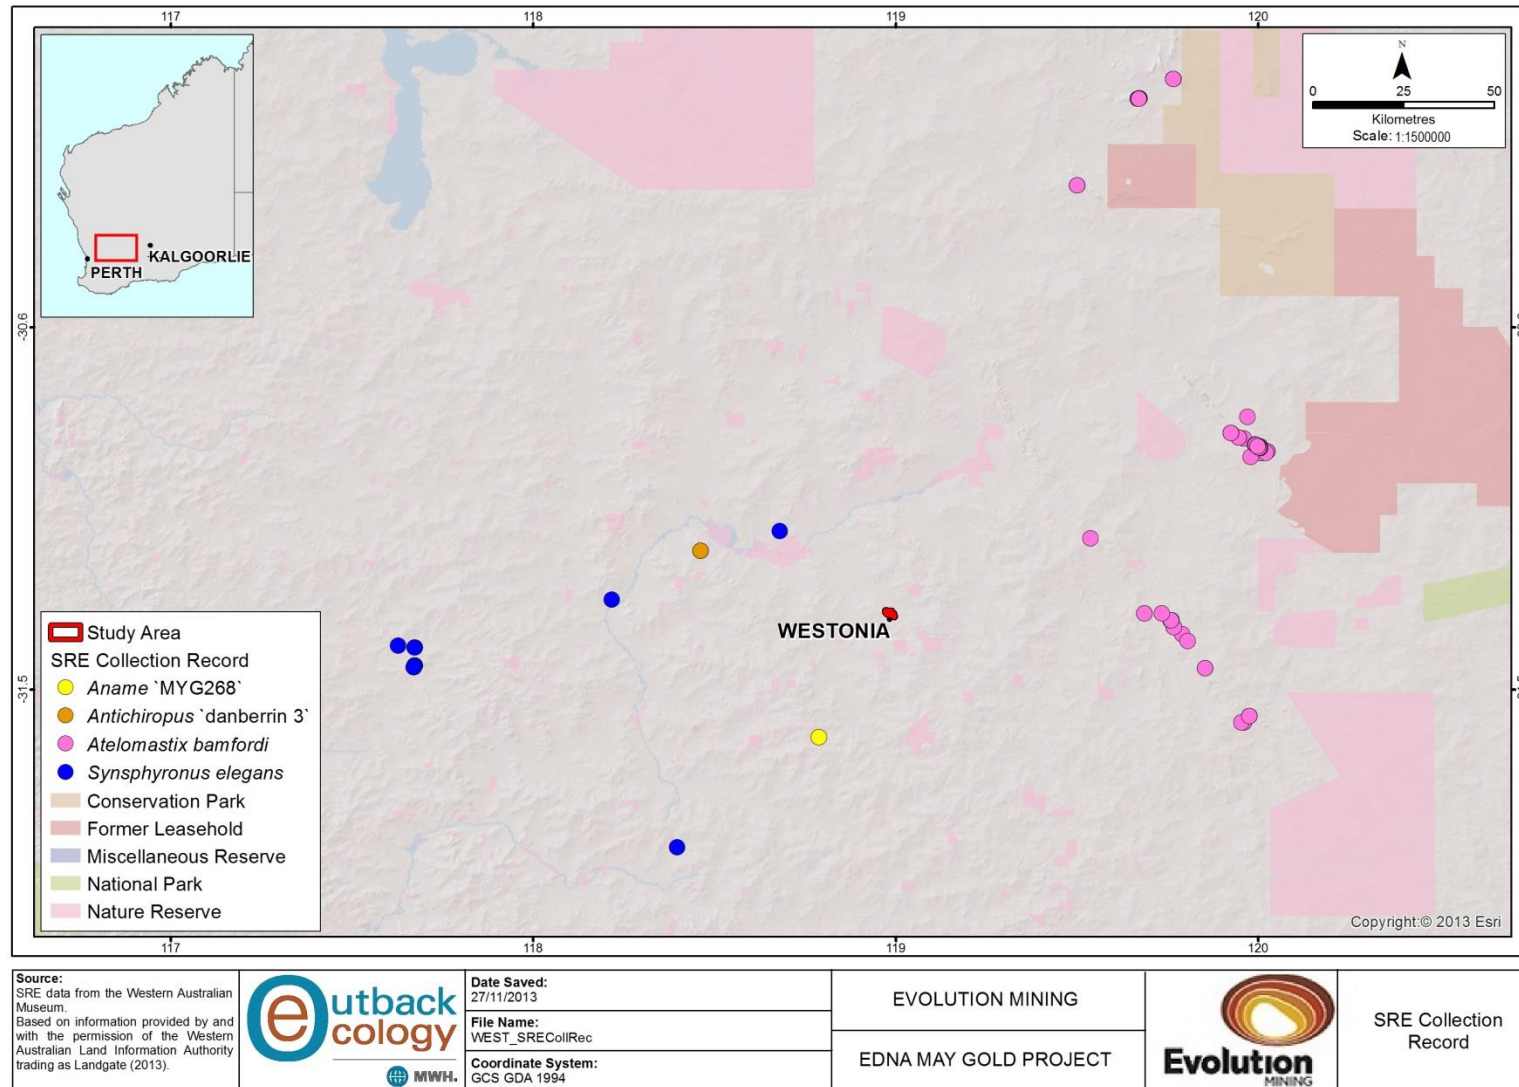 117
118
119
120
N
0 25 50
Kilometres
Scale: 1:1500000
KALGOORLIE
PERTH
-30.6
WESTONIA
-31.5
Study Area
SRE Collection Record
Aname `MYG268`
Antichiropus `danberrin 3`
Atelomastix bamfordi
Synsphyronus elegans
Conservation Park
Former Leasehold
Miscellaneous Reserve
National Park
Nature Reserve
Copyright:© 2013 Esri
117
118
119
120
Source:
SRE data from the Western Australian
Museum.
Based on information provided by and
with the permission of the Western
Australian Land Information Authority
trading as Landgate (2013).
Outback
ecology
MWH.
Date Saved:
27/11/2013
File Name:
WEST_SRECollRec
Coordinate System:
GCS GDA 1994
EVOLUTION MINING
EDNA MAY GOLD PROJECT
Evolution
MINING
SRE Collection
Record